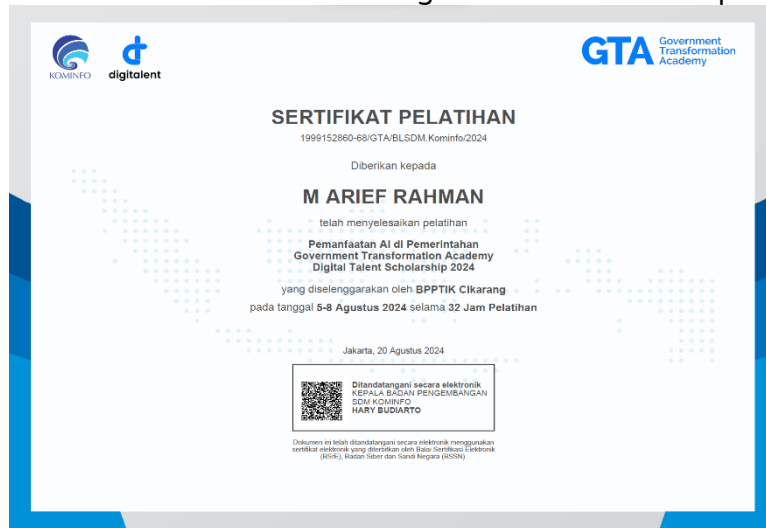 KOMINFO
digitalent
GTA Government
Transformation
Academy
SERTIFIKAT PELATIHAN
1999152860-68/GTA/BLSDM.Kominfo/2024
Diberikan kepada
M ARIEF RAHMAN
telah menyelesaikan pelatihan
Pemanfaatan AI di Pemerintahan
Government Transformation Academy
Digital Talent Scholarship 2024
yang diselenggarakan oleh BPPTIK Cikarang
pada tanggal 5-8 Agustus 2024 selama 32 Jam Pelatihan
Jakarta, 20 Agustus 2024
Ditandatangani secara elektronik
KEPALA BADAN PENGEMBANGAN
SDM KOMINFO
HARY BUDIARTO
Dokumen ini telah ditandatangani secara elektronik menggunakan
sertifikat elektronik yang diterbitkan oleh Balai Sertifikasi Elektronik
(BSrE), Badan Siber dan Sandi Negara (BSSN)